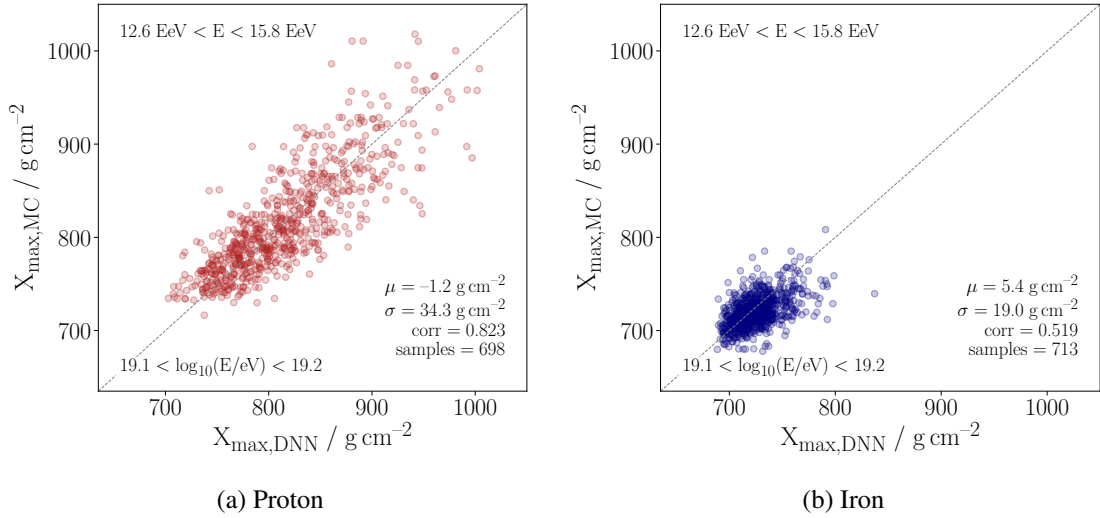 12.6 EeV < E < 15.8 EeV
1000
900
800
700
X_max,MC / g cm⁻²
μ = –1.2 g cm⁻²
σ = 34.3 g cm⁻²
corr = 0.823
samples = 698
19.1 < log₁₀(E/eV) < 19.2
700 800 900 1000
X_max,DNN / g cm⁻²
(a) Proton
12.6 EeV < E < 15.8 EeV
1000
900
800
700
X_max,MC / g cm⁻²
μ = 5.4 g cm⁻²
σ = 19.0 g cm⁻²
corr = 0.519
samples = 713
19.1 < log₁₀(E/eV) < 19.2
700 800 900 1000
X_max,DNN / g cm⁻²
(b) Iron